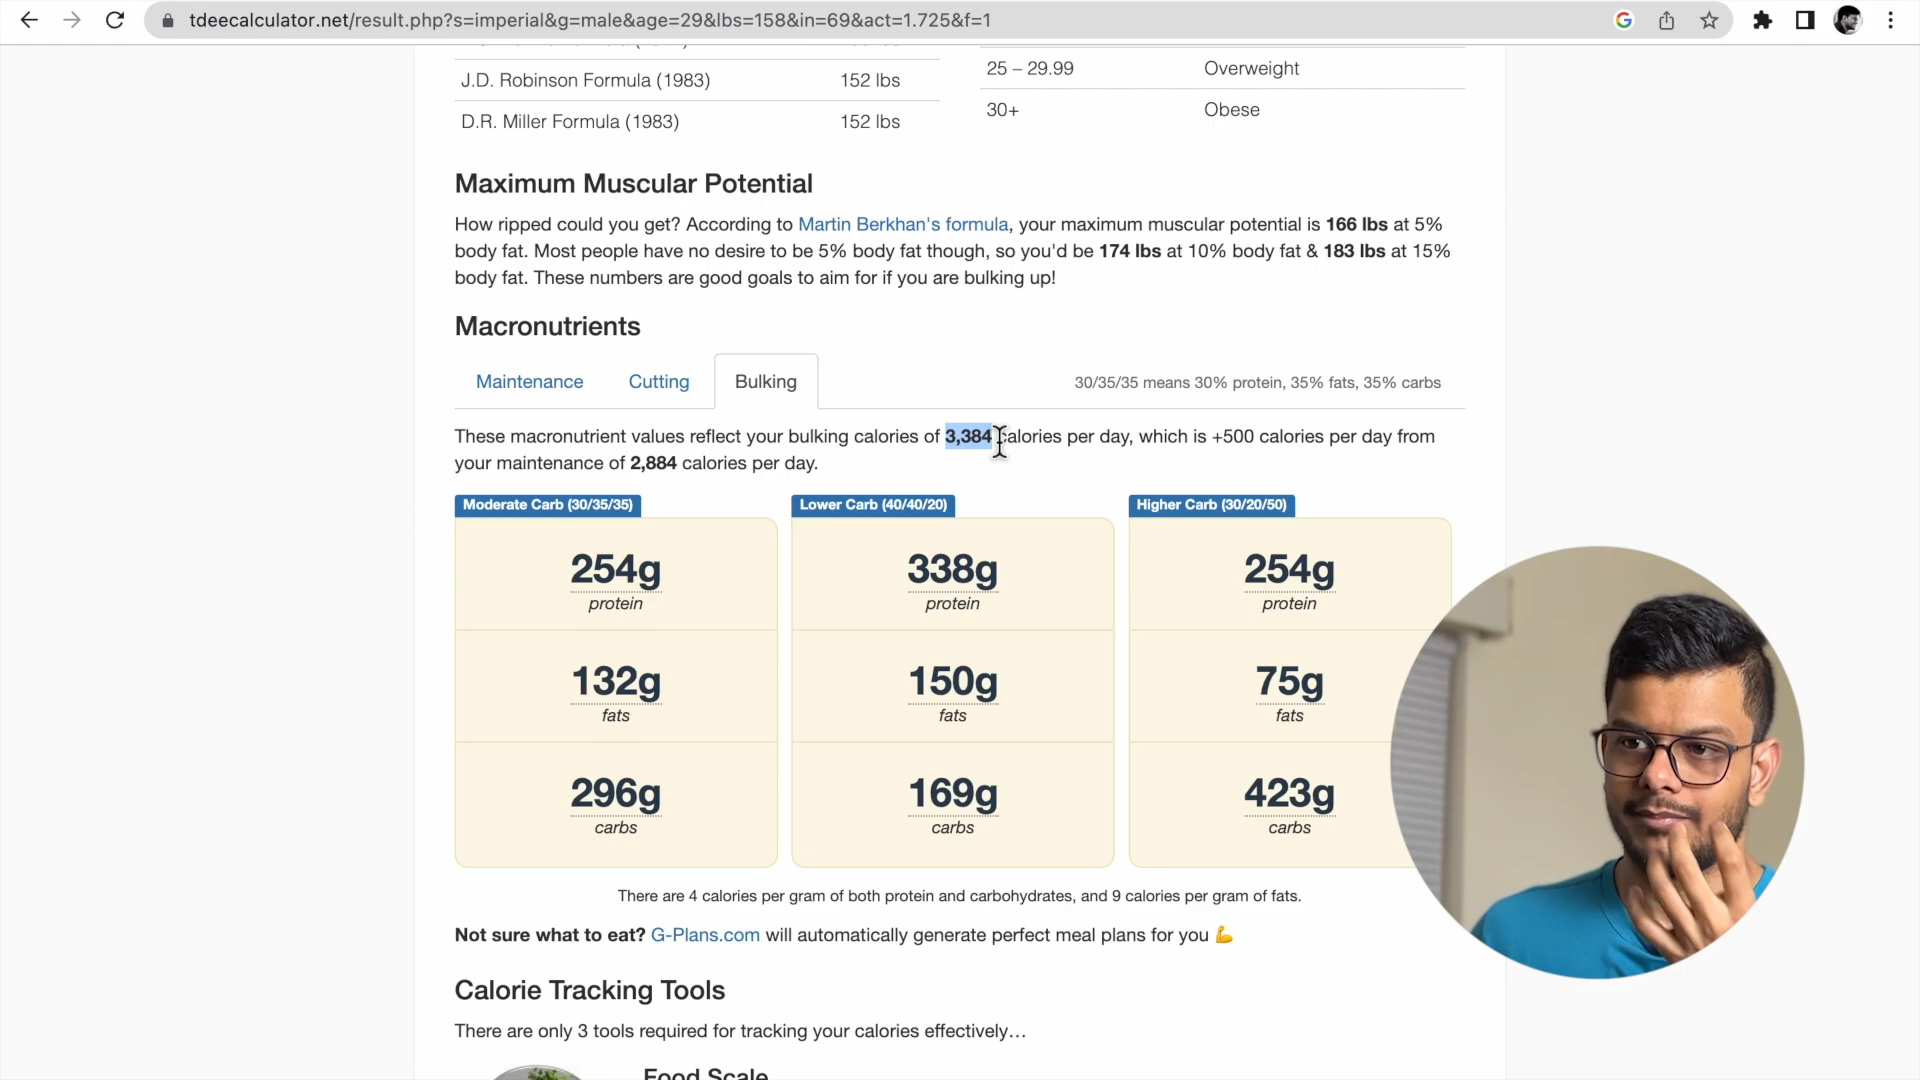 tdeecalculator.net/result.php?s=imperial&g=male&age=29&lbs=158&in=69&act=1.725&f=1
J.D. Robinson Formula (1983) 152 lbs
D.R. Miller Formula (1983) 152 lbs
25 – 29.99 Overweight
30+ Obese
Maximum Muscular Potential
How ripped could you get? According to Martin Berkhan's formula, your maximum muscular potential is 166 lbs at 5%
body fat. Most people have no desire to be 5% body fat though, so you'd be 174 lbs at 10% body fat & 183 lbs at 15%
body fat. These numbers are good goals to aim for if you are bulking up!
Macronutrients
Maintenance Cutting Bulking 30/35/35 means 30% protein, 35% fats, 35% carbs
These macronutrient values reflect your bulking calories of 3,384 calories per day, which is +500 calories per day from
your maintenance of 2,884 calories per day.
Moderate Carb (30/35/35)
254g
protein
132g
fats
296g
carbs
Lower Carb (40/40/20)
338g
protein
150g
fats
169g
carbs
Higher Carb (30/20/50)
254g
protein
75g
fats
423g
carbs
There are 4 calories per gram of both protein and carbohydrates, and 9 calories per gram of fats.
Not sure what to eat? G-Plans.com will automatically generate perfect meal plans for you 💪
Calorie Tracking Tools
There are only 3 tools required for tracking your calories effectively…
Food Scale